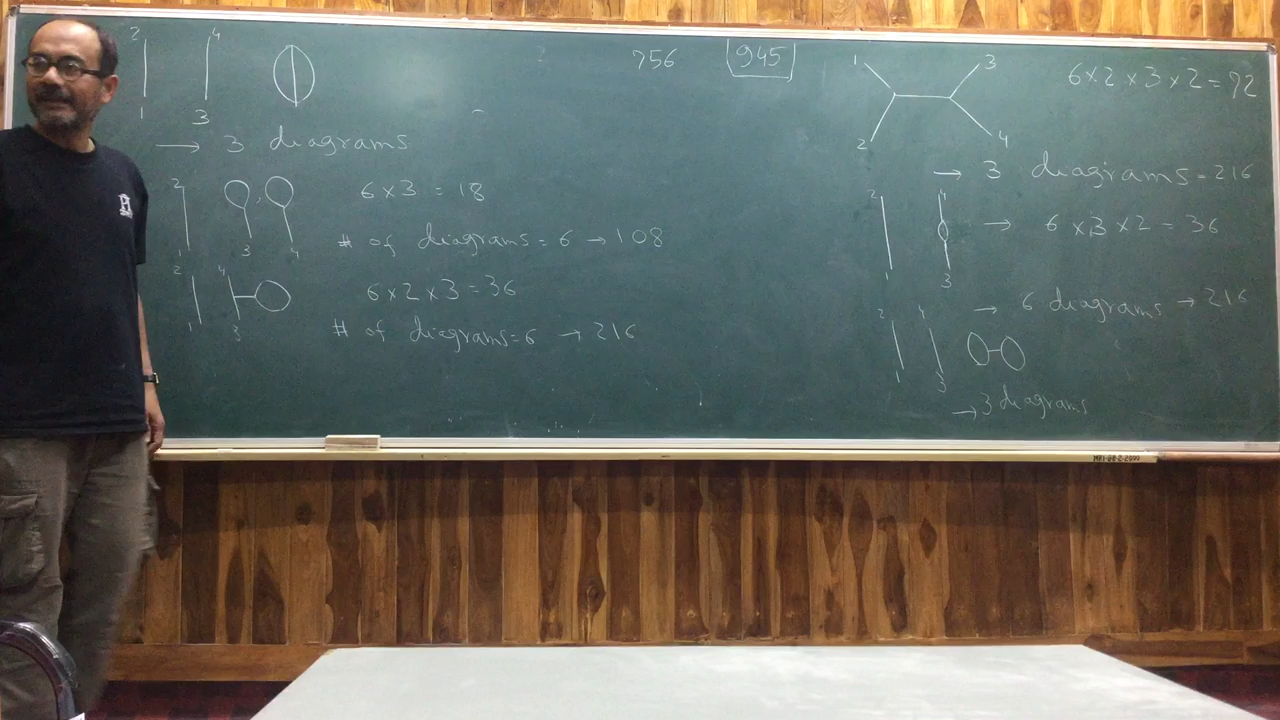 2 4
1 3
→ 3 diagrams
2
1 3 4
6 × 3 = 18
# of diagrams = 6 → 108
2 4
1 3
6 × 2 × 3 = 36
# of diagrams = 6 → 216
756 945
1 3
2 4
6 × 2 × 3 × 2 = 72
→ 3 diagrams = 216
2 4
1 3
→ 6 × 3 × 2 = 36
→ 6 diagrams → 216
2 4
1 3
→ 3 diagrams